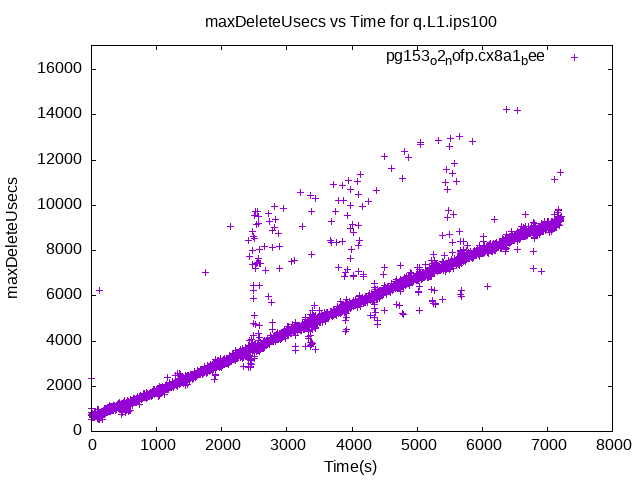 maxDeleteUsecs vs Time for q.L1.ips100
pg153o2nofp.cx8a1bee
16000
14000
12000
10000
8000
6000
4000
2000
0
maxDeleteUsecs
0 1000 2000 3000 4000 5000 6000 7000 8000
Time(s)